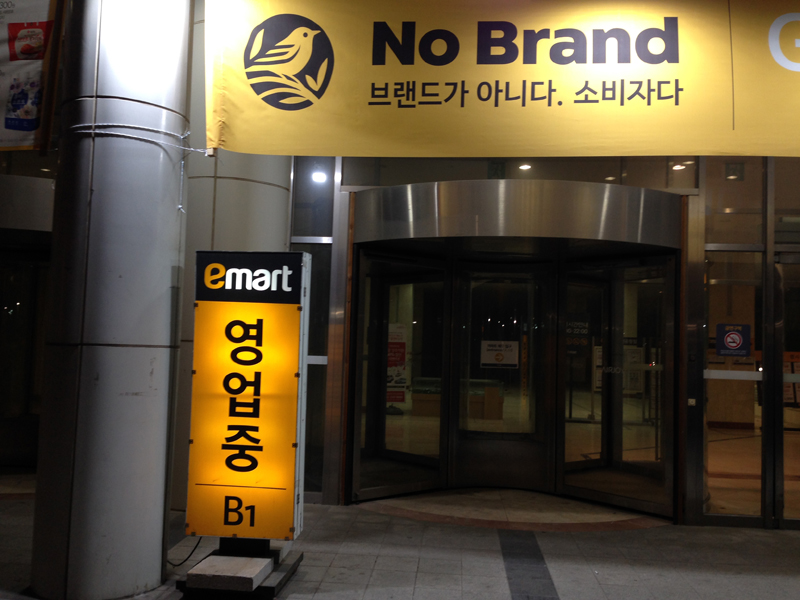 No Brand
브랜드가 아니다. 소비자다
G
emart
영업중
B1